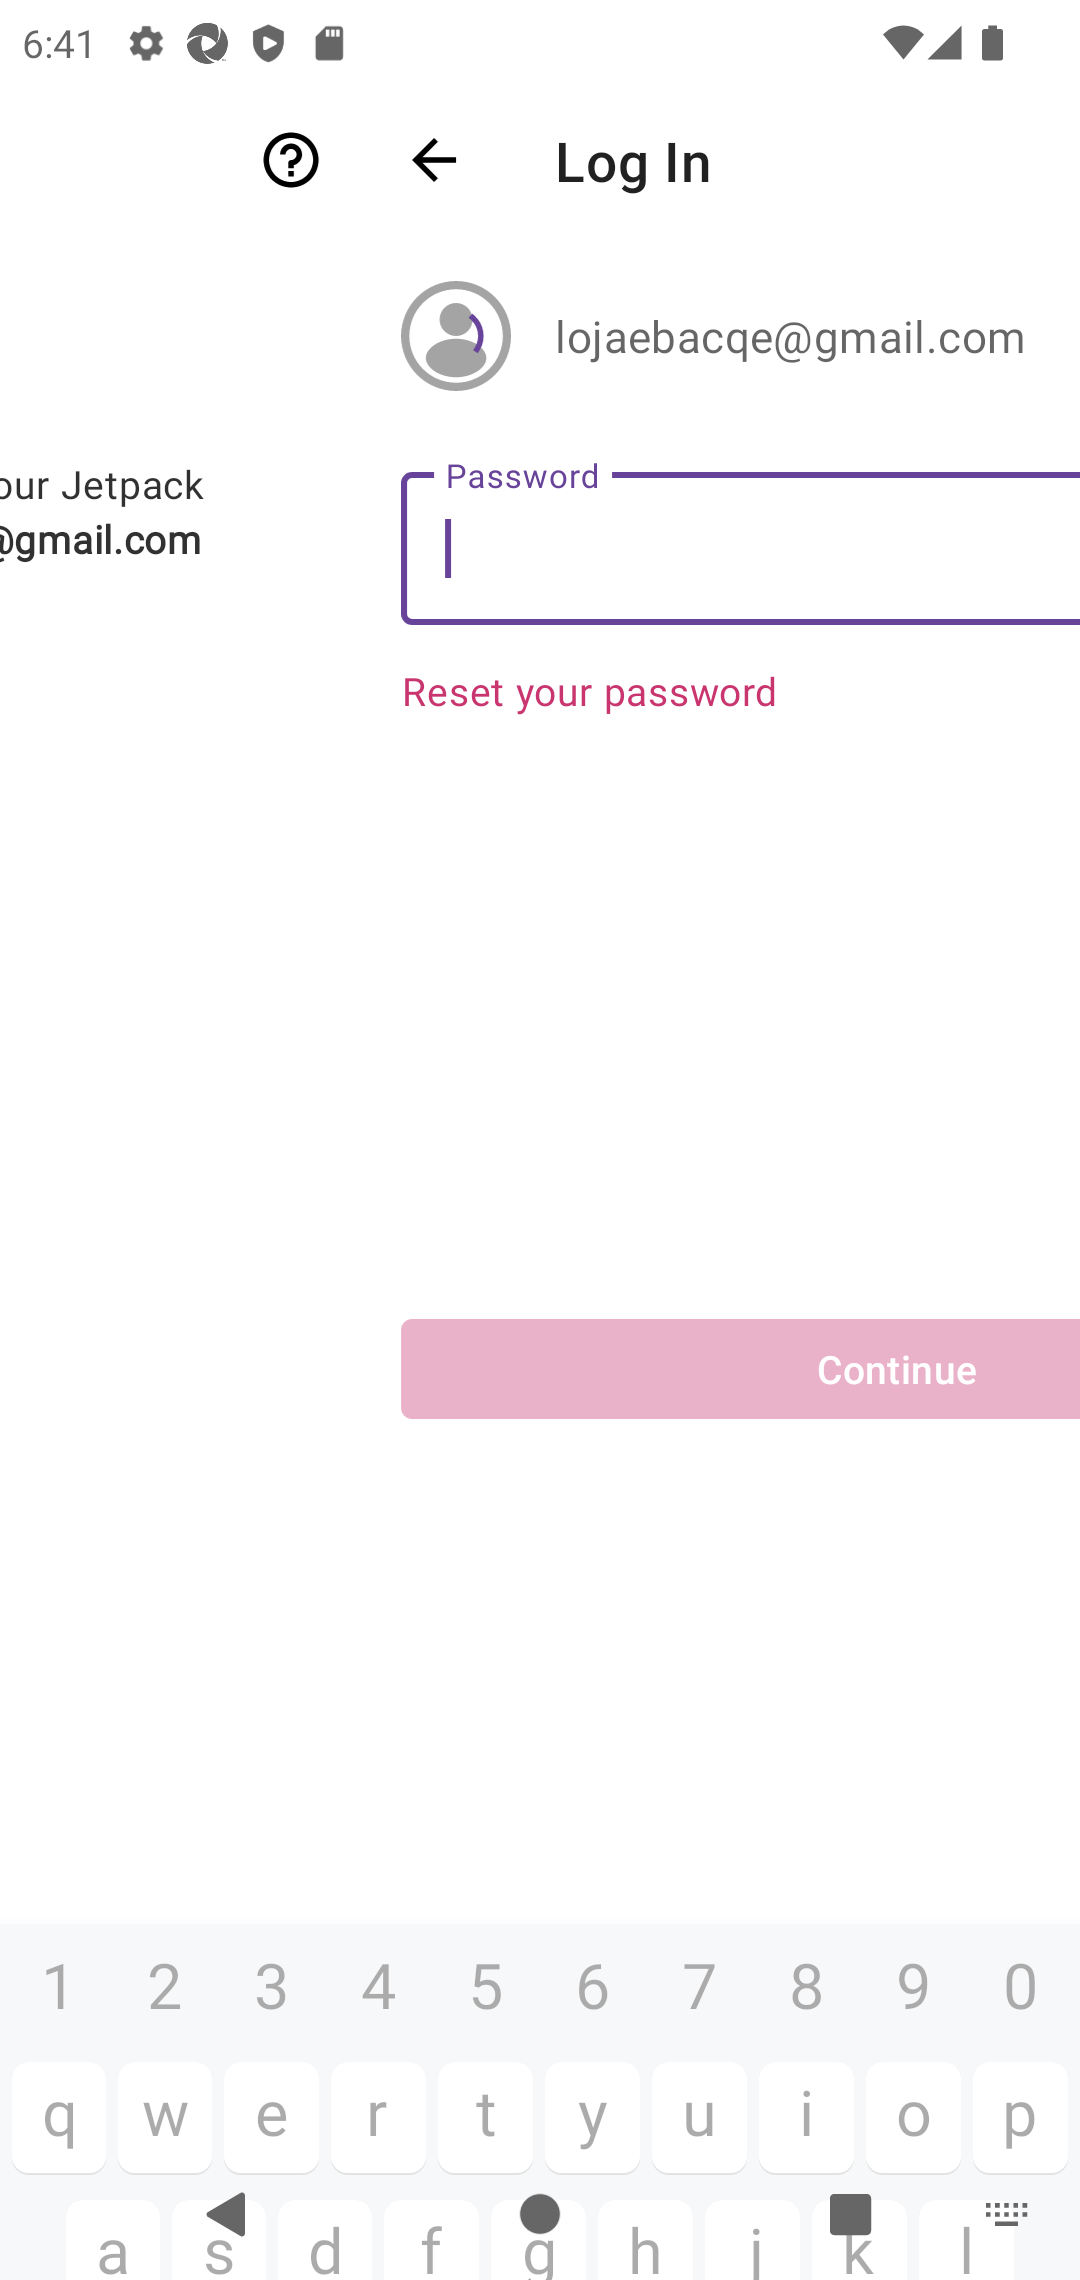 6:41
Log In
lojaebacqe@gmail.com
our Jetpack
@gmail.com
Password
Reset your password
Continue
1 2 3 4 5 6 7 8 9 0
q w e r t y u i o p
a s d f g h j k l